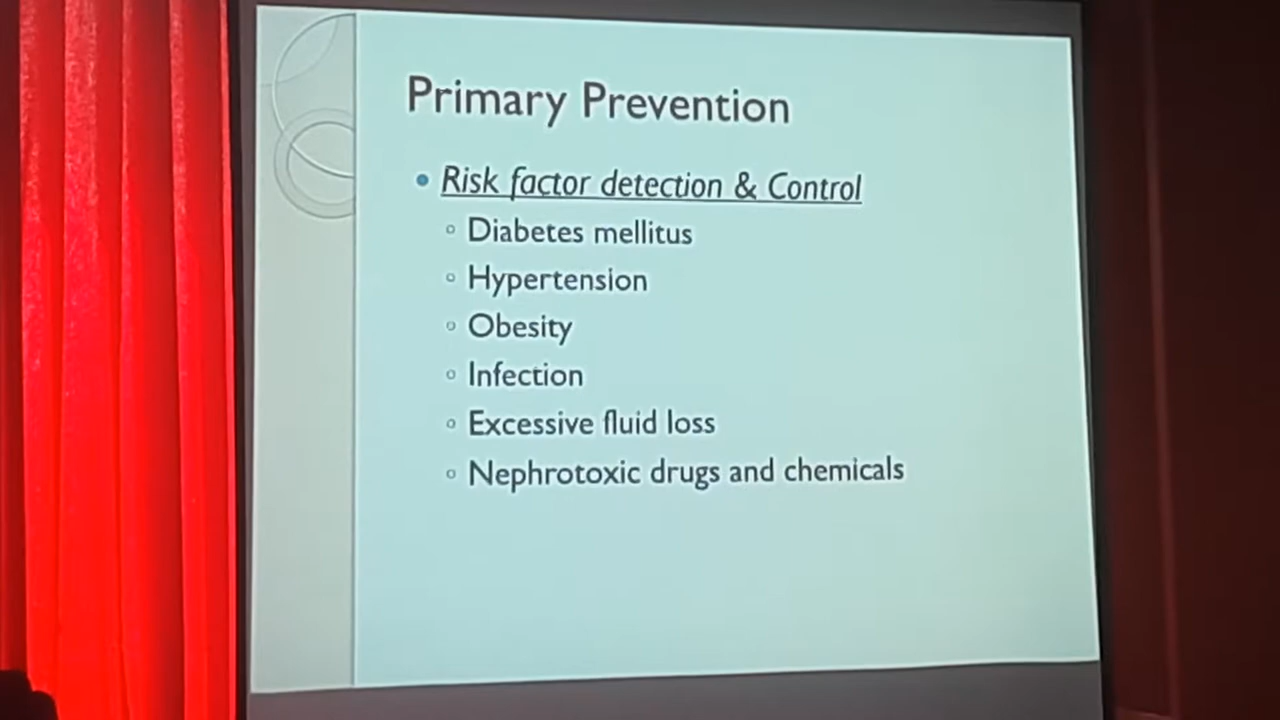 Primary Prevention
• Risk factor detection & Control
◦ Diabetes mellitus
◦ Hypertension
◦ Obesity
◦ Infection
◦ Excessive fluid loss
◦ Nephrotoxic drugs and chemicals